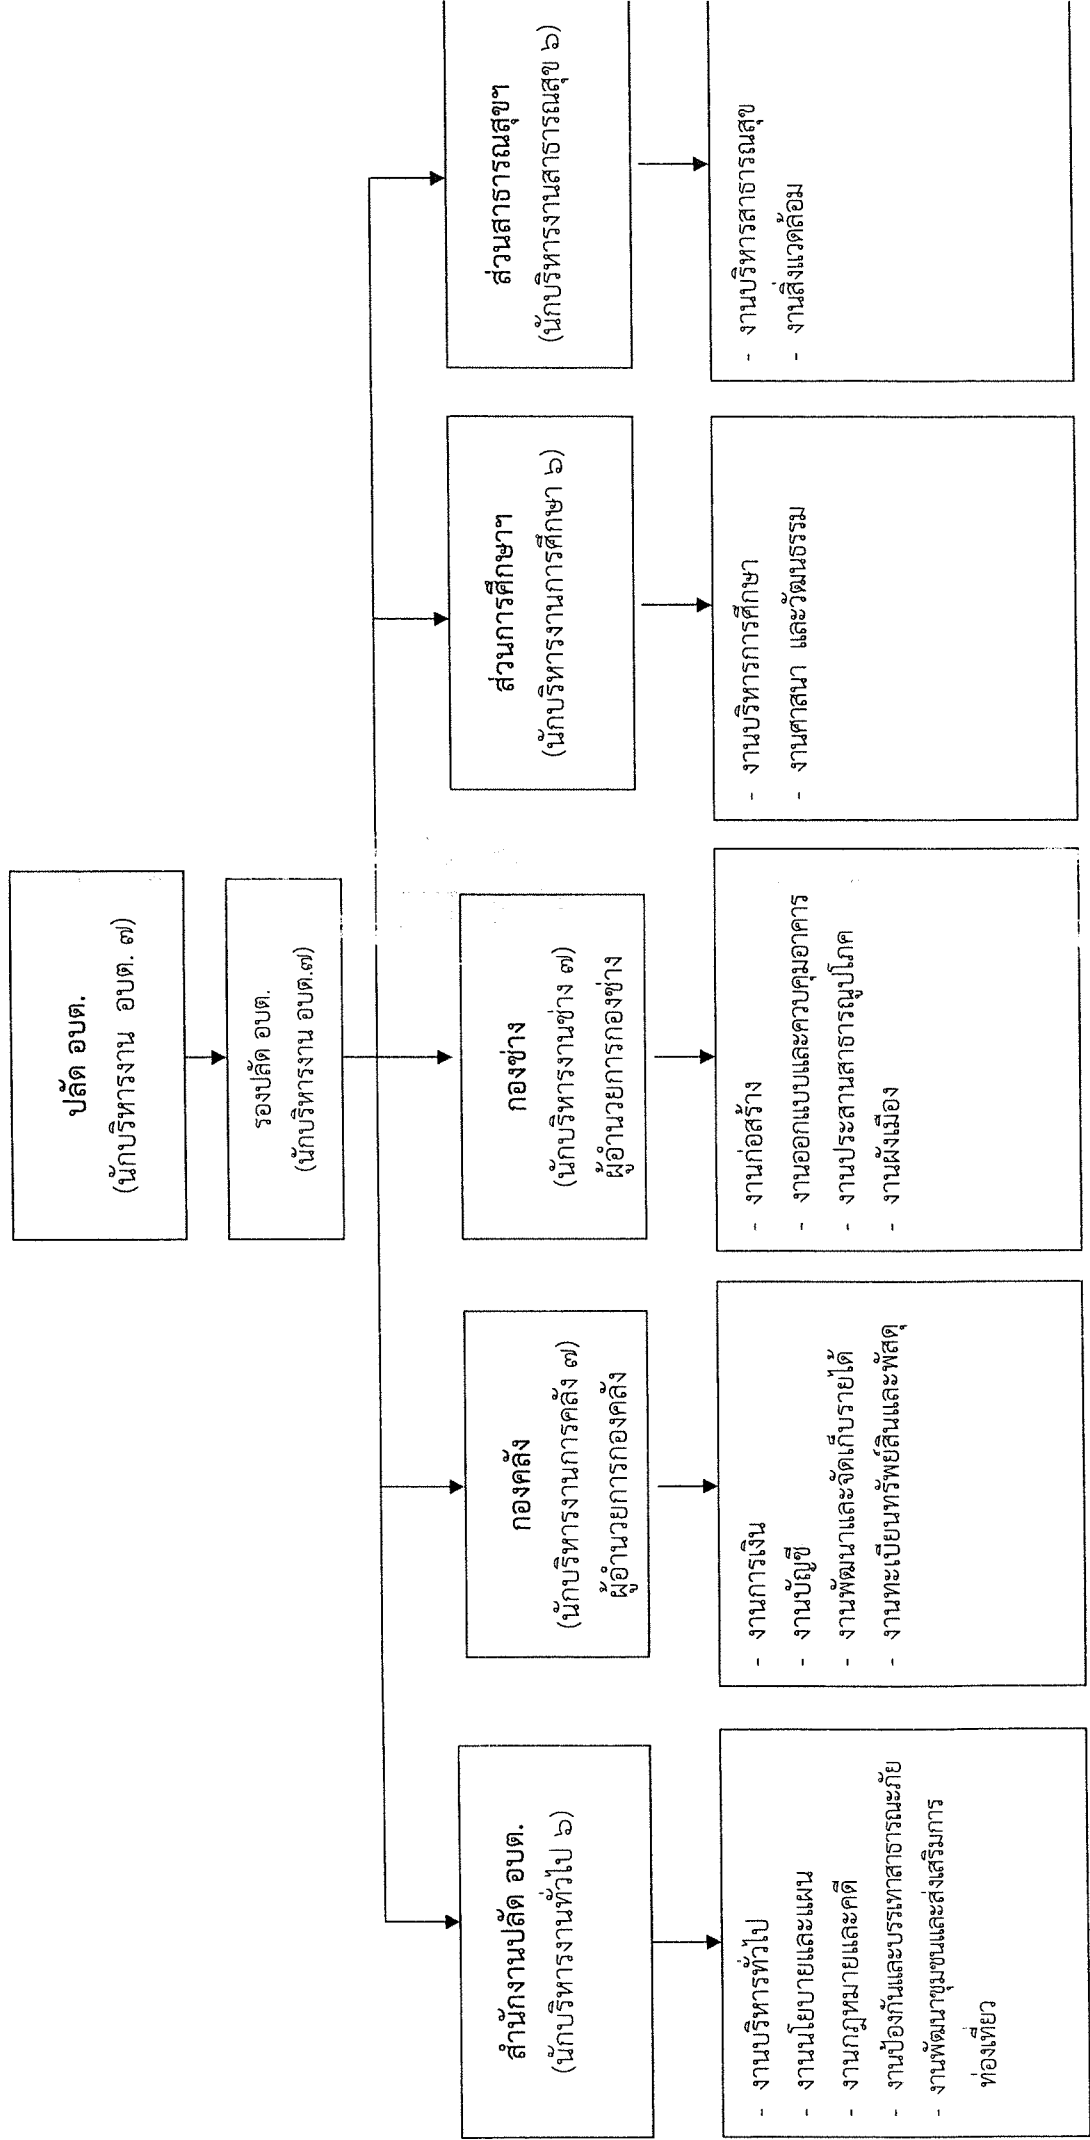 ปลัด อบต.
(นักบริหารงาน อบต. ๗)
รองปลัด อบต.
(นักบริหารงาน อบต.๗)
สำนักงานปลัด อบต.
(นักบริหารงานทั่วไป ๖)
กองคลัง
(นักบริหารงานการคลัง ๗)
ผู้อำนวยการกองคลัง
กองช่าง
(นักบริหารงานช่าง ๗)
ผู้อำนวยการกองช่าง
ส่วนการศึกษาฯ
(นักบริหารงานการศึกษา ๖)
ส่วนสาธารณสุขฯ
(นักบริหารงานสาธารณสุข ๖)
- งานบริหารทั่วไป
- งานนโยบายและแผน
- งานกฎหมายและคดี
- งานป้องกันและบรรเทาสาธารณะภัย
- งานพัฒนาชุมชนและส่งเสริมการ
ท่องเที่ยว
- งานการเงิน
- งานบัญชี
- งานพัฒนาและจัดเก็บรายได้
- งานทะเบียนทรัพย์สินและพัสดุ
- งานก่อสร้าง
- งานออกแบบและควบคุมอาคาร
- งานประสานสาธารณูปโภค
- งานผังเมือง
- งานบริหารการศึกษา
- งานศาสนา และวัฒนธรรม
- งานบริหารสาธารณสุข
- งานสิ่งแวดล้อม